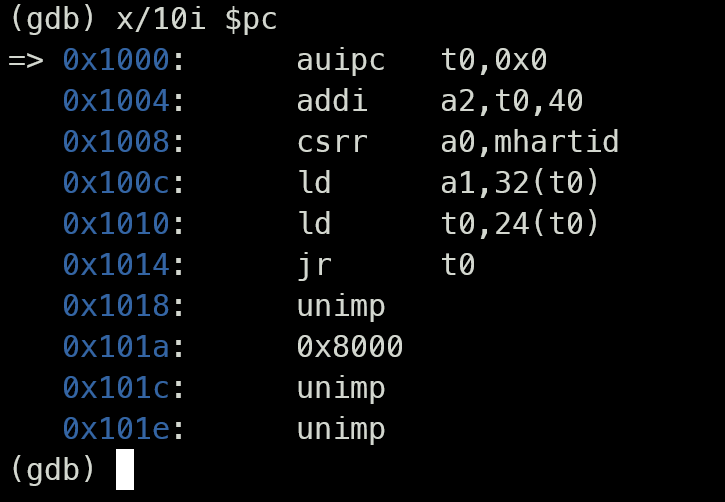 (gdb) x/10i $pc
=> 0x1000:      auipc   t0,0x0
   0x1004:      addi    a2,t0,40
   0x1008:      csrr    a0,mhartid
   0x100c:      ld      a1,32(t0)
   0x1010:      ld      t0,24(t0)
   0x1014:      jr      t0
   0x1018:      unimp
   0x101a:      0x8000
   0x101c:      unimp
   0x101e:      unimp
(gdb)